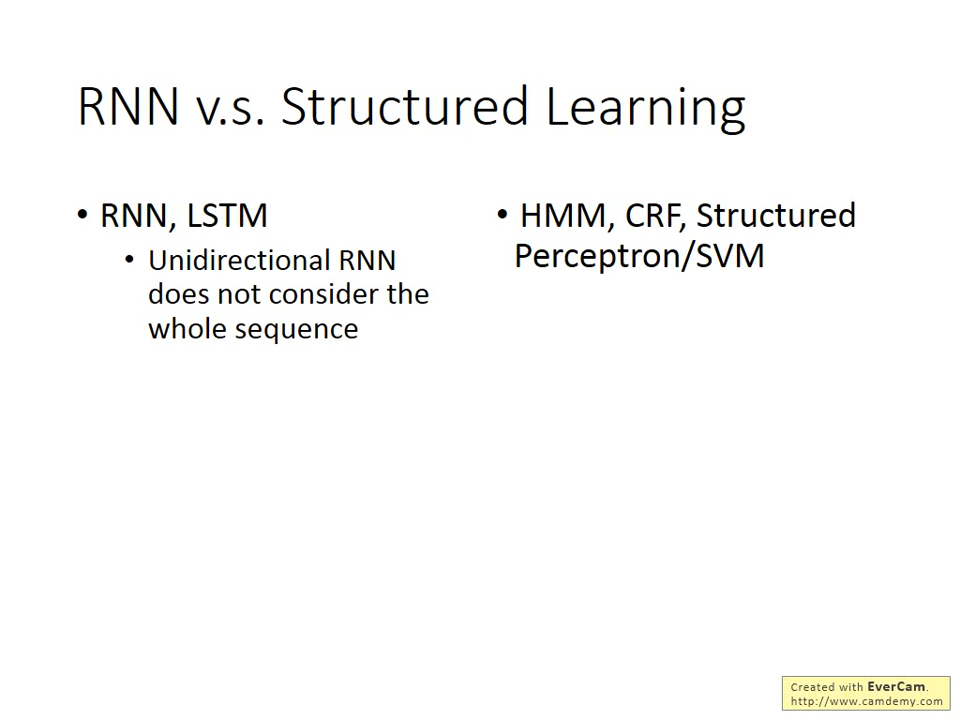 RNN v.s. Structured Learning
• RNN, LSTM
• Unidirectional RNN
does not consider the
whole sequence
• HMM, CRF, Structured
Perceptron/SVM
Created with EverCam.
http://www.camdemy.com